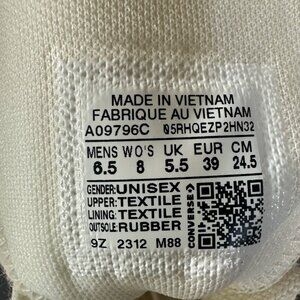 MADE IN VIETNAM
FABRIQUE AU VIETNAM
A09796C 05RHQEZP2HN32
MENS WO'S UK EUR CM
6.5 8 5.5 39 24.5
GENDER: UNISEX
UPPER: TEXTILE
LINING: TEXTILE
OUTSOLE: RUBBER
CONVERSE
9Z 2312 M88